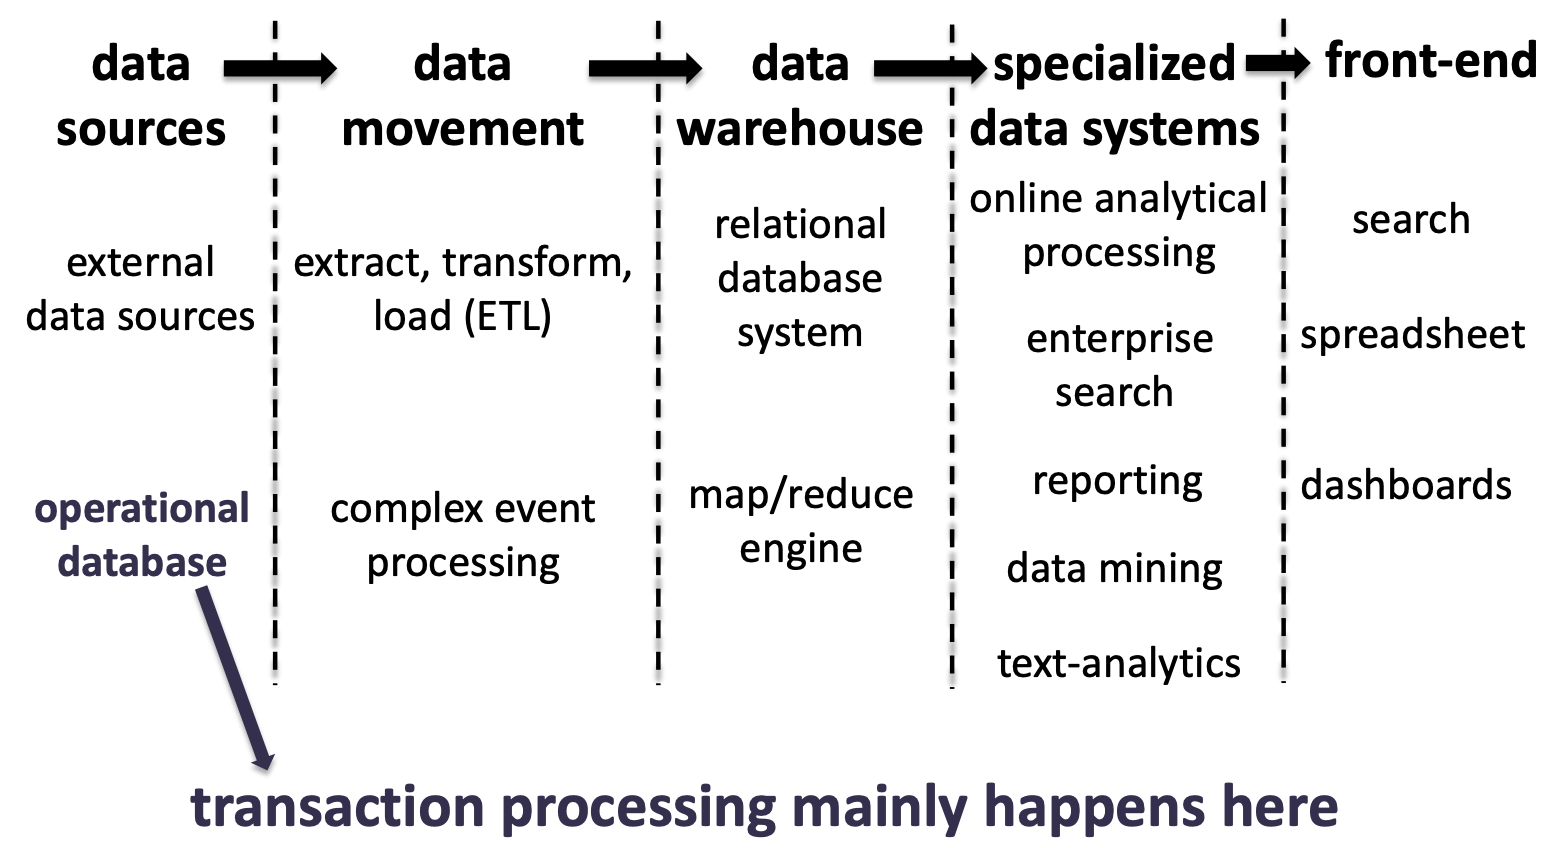 data
sources
data
movement
data
warehouse
specialized
data systems
front-end
external
data sources
operational
database
extract, transform,
load (ETL)
complex event
processing
relational
database
system
map/reduce
engine
online analytical
processing
enterprise
search
reporting
data mining
text-analytics
search
spreadsheet
dashboards
transaction processing mainly happens here